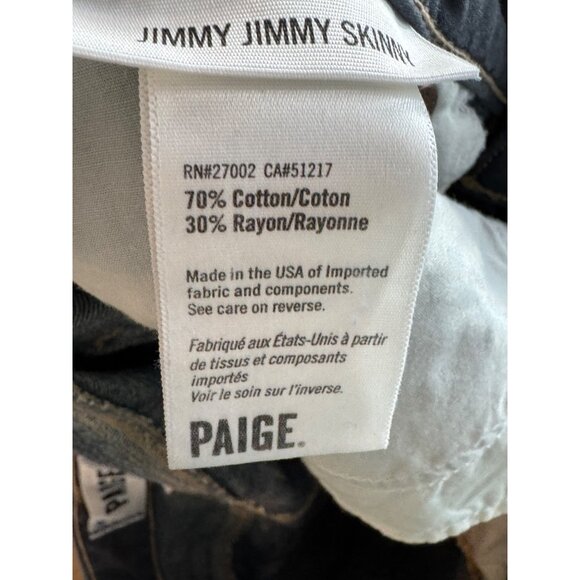 JIMMY JIMMY SKINNY
RN#27002 CA#51217
70% Cotton/Coton
30% Rayon/Rayonne
Made in the USA of Imported
fabric and components.
See care on reverse.
Fabriqué aux États-Unis à partir
de tissus et composants
importés
Voir le soin sur l'inverse.
PAIGE.
PAIGE